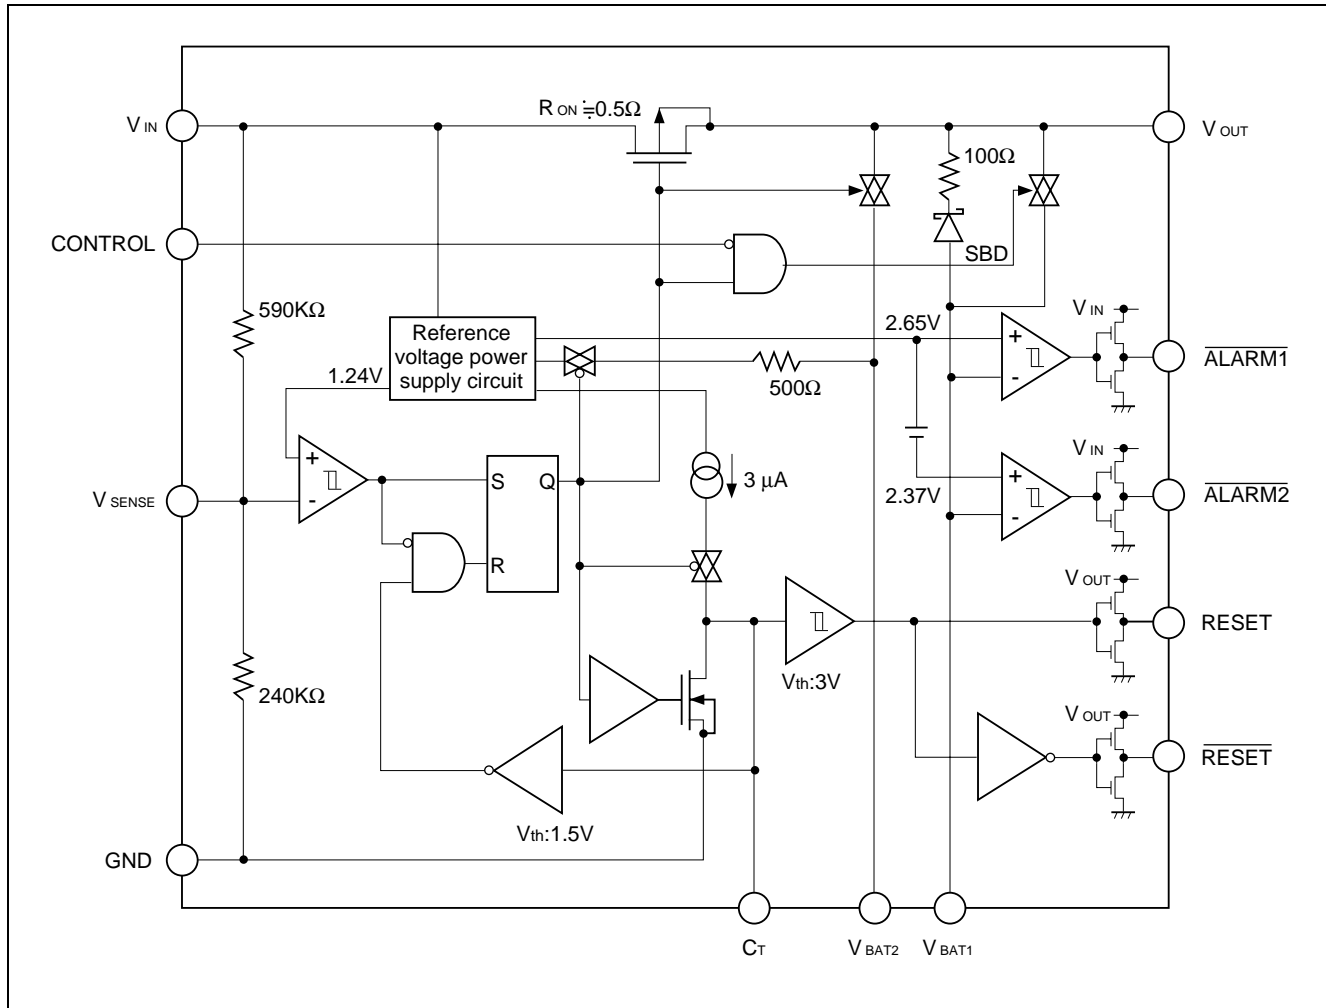 R ON ≒0.5Ω
V IN
V OUT
100Ω
CONTROL
SBD
590KΩ
V IN
Reference
voltage power
supply circuit
2.65V
+
-
ALARM1
1.24V
500Ω
V IN
+
-
S
Q
3 µA
+
-
ALARM2
V SENSE
2.37V
R
V OUT
RESET
240KΩ
Vth:3V
V OUT
RESET
Vth:1.5V
GND
CT
V BAT2
V BAT1